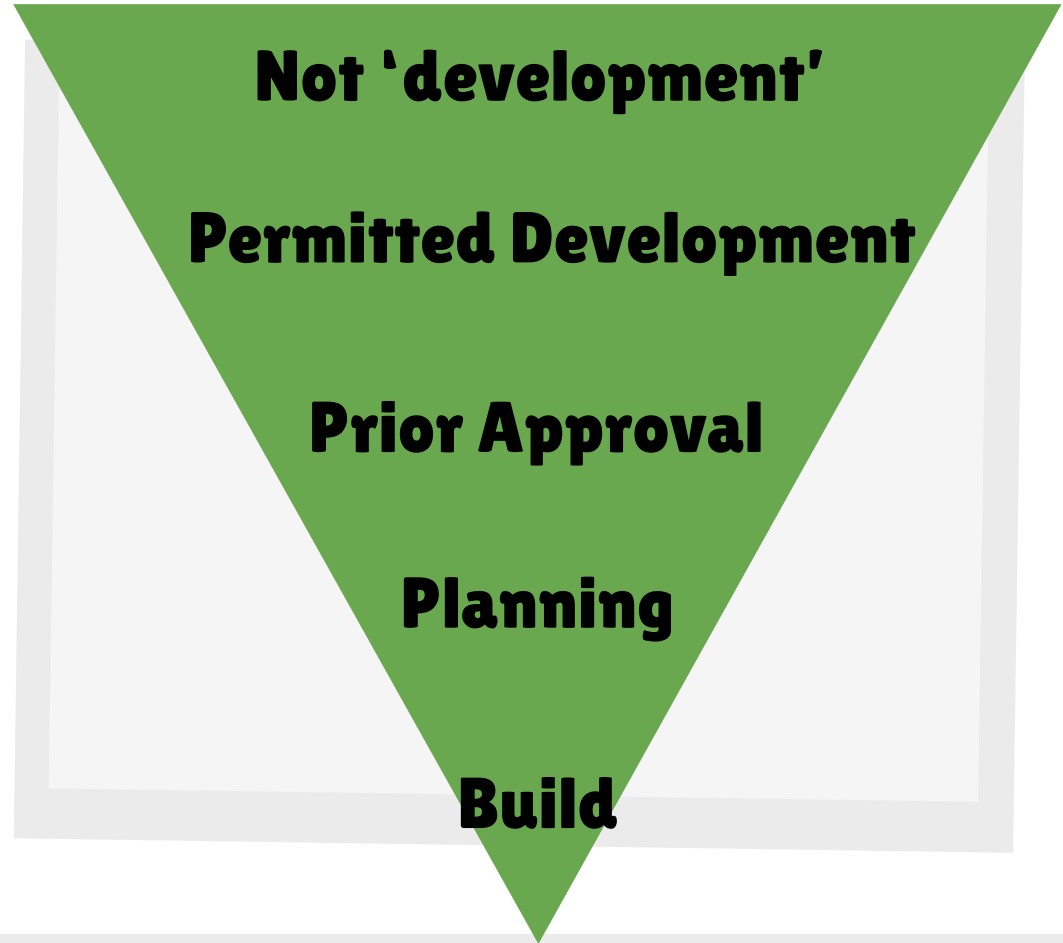 Not ‘development’
Permitted Development
Prior Approval
Planning
Build